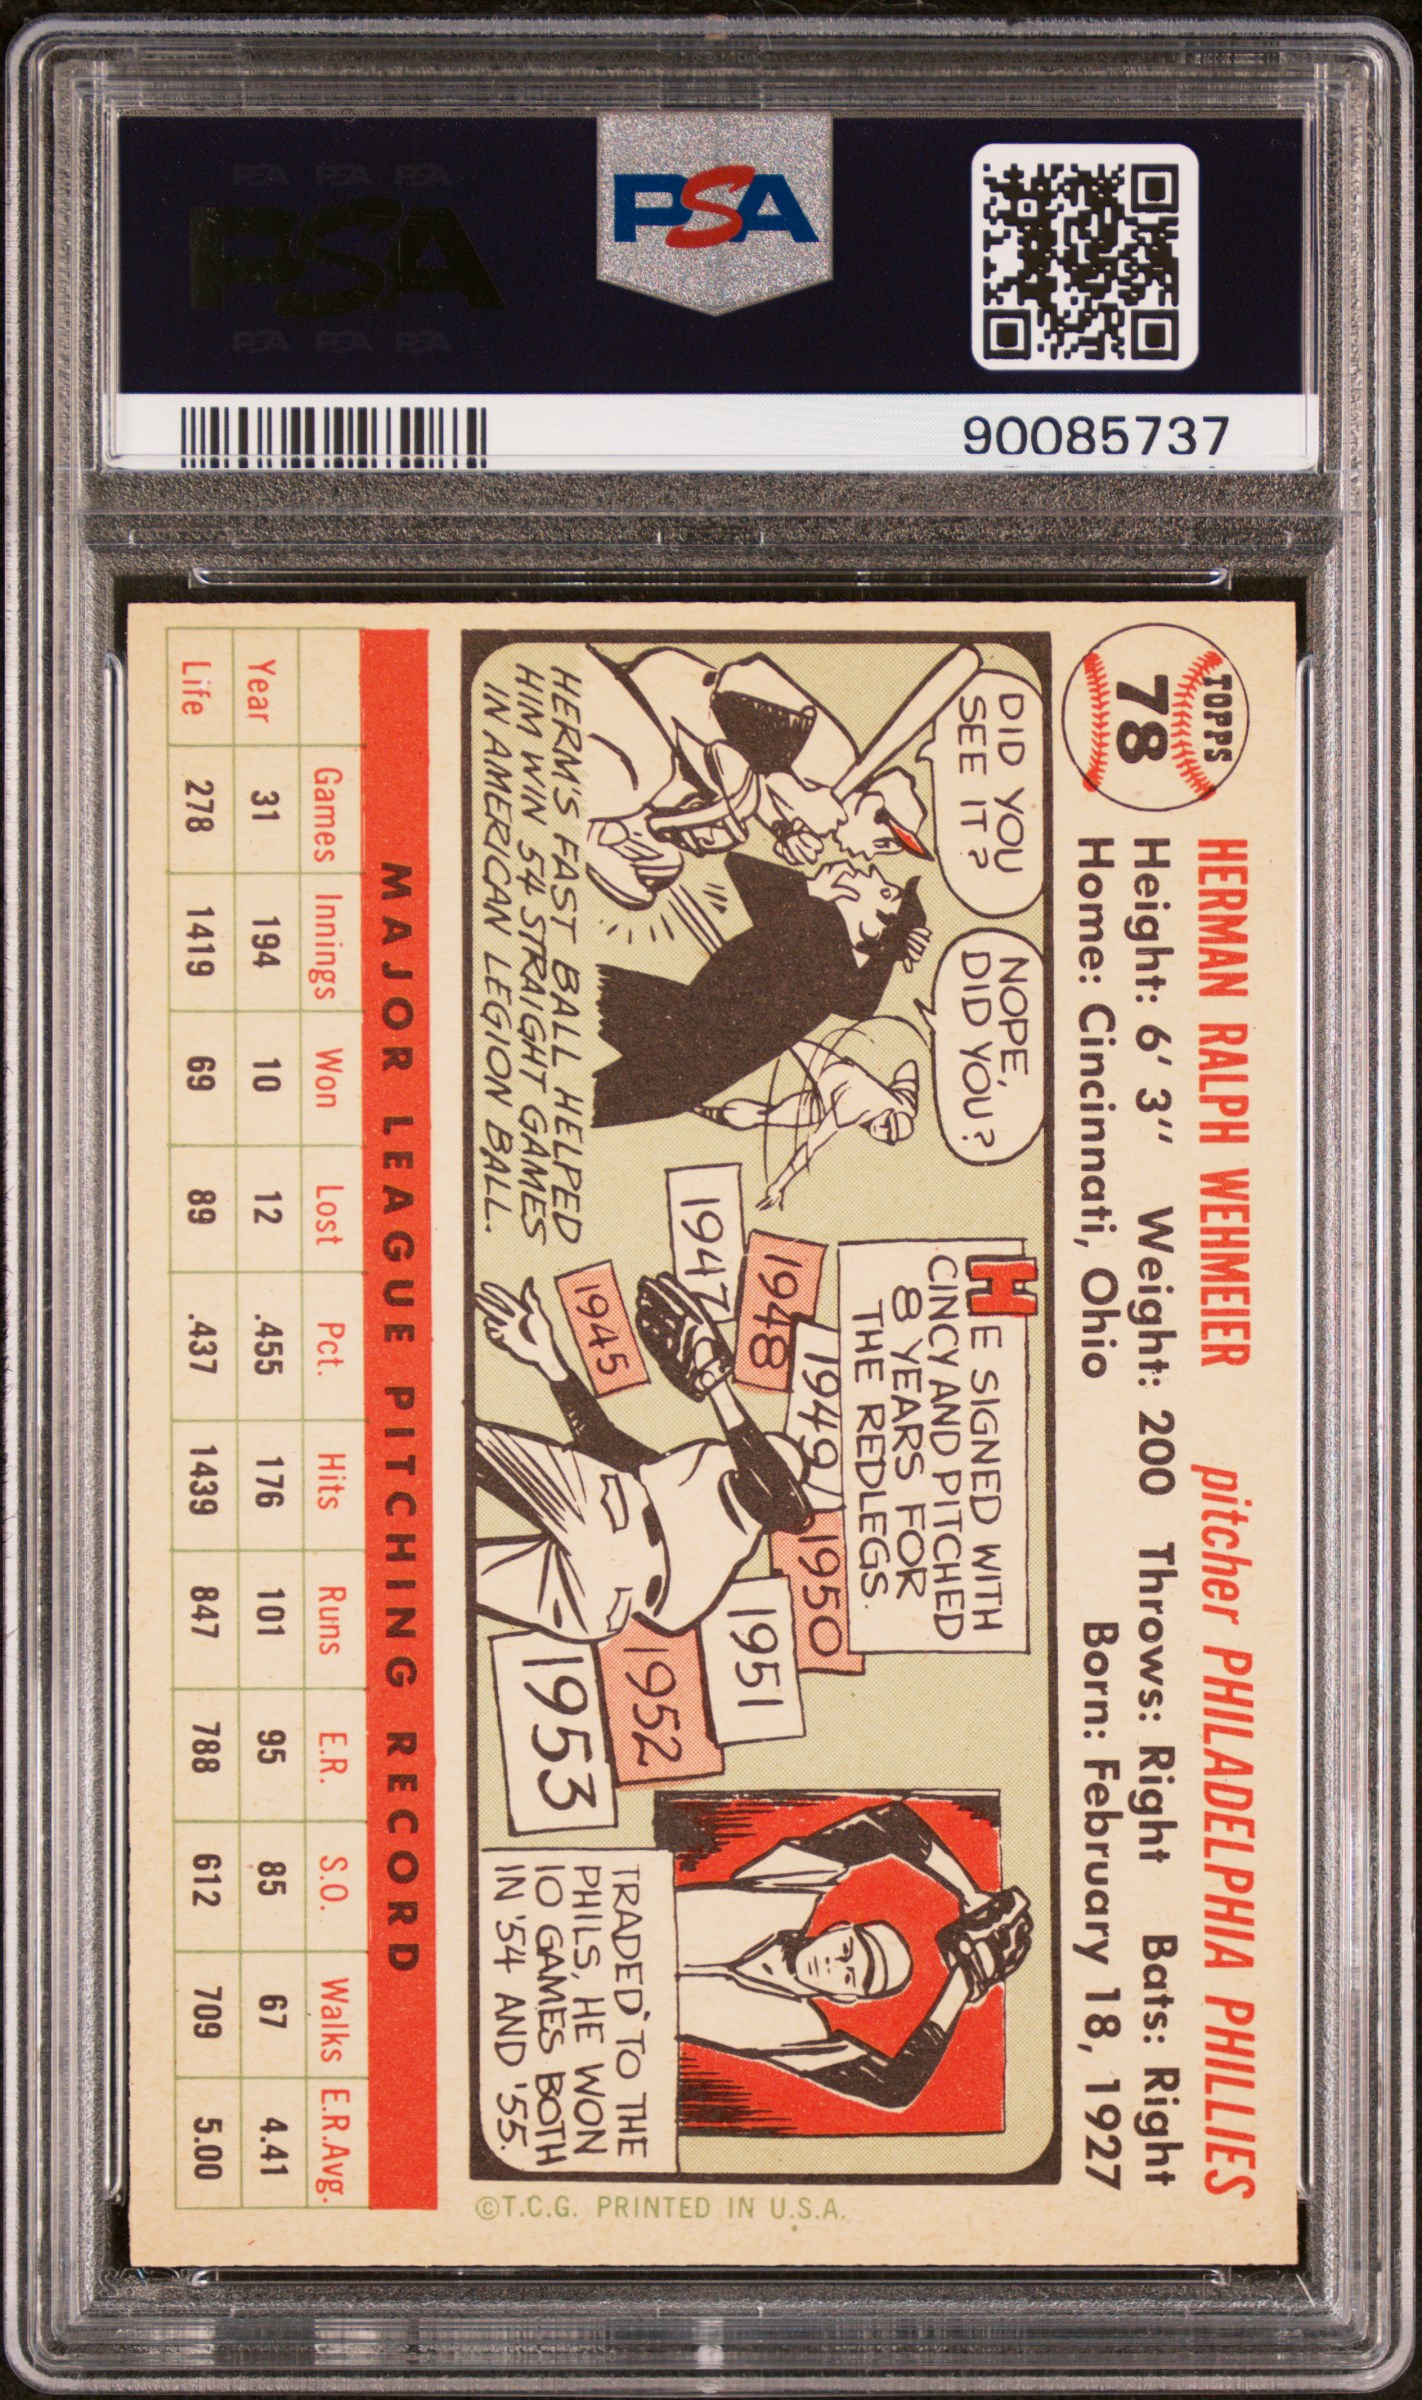 PSA PSA PSA
PSA
PSA PSA PSA
PSA
90085737
TOPPS
78
HERMAN RALPH WEHMEIER pitcher PHILADELPHIA PHILLIES
Height: 6' 3" Weight: 200 Throws: Right Bats: Right
Home: Cincinnati, Ohio Born: February 18, 1927
DID YOU
SEE IT?
NOPE,
DID YOU?
HERM'S FAST BALL HELPED
HIM WIN 54 STRAIGHT GAMES
IN AMERICAN LEGION BALL.
HE SIGNED WITH
CINCY AND PITCHED
8 YEARS FOR
THE REDLEGS.
1945
1947
1948
1949
1950
1951
1952
1953
TRADED TO THE
PHILS, HE WON
10 GAMES BOTH
IN '54 AND '55.
©T.C.G. PRINTED IN U.S.A.
MAJOR LEAGUE PITCHING RECORD
Games Innings Won Lost Pct. Hits Runs E.R. S.O. Walks E.R.Avg.
Year 31 194 10 12 .455 176 101 95 85 67 4.41
Life 278 1419 69 89 .437 1439 847 788 612 709 5.00